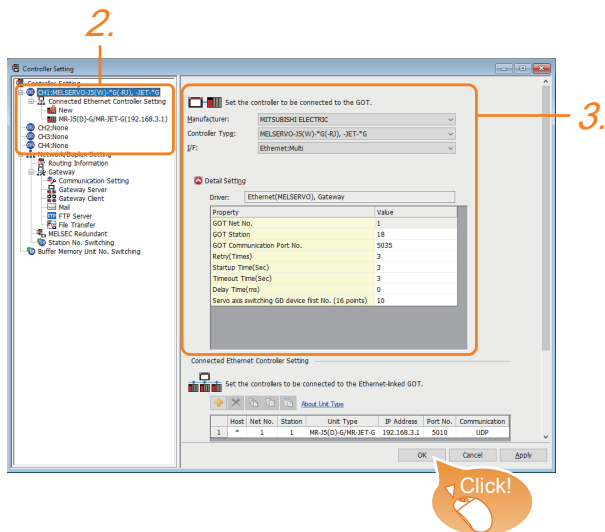 2.
Controller Setting
Controller Setting
CH1:MELSERVO-J5(W)-*G(-RJ), -JET-*G
Connected Ethernet Controller Setting
New
MR-J5(D)-G/MR-JET-G(192.168.3.1)
CH2:None
CH3:None
CH4:None
Network/Duplex Setting
Routing Information
Gateway
Communication Setting
Gateway Server
Gateway Client
Mail
FTP Server
File Transfer
MELSEC Redundant
Station No. Switching
Buffer Memory Unit No. Switching
Set the controller to be connected to the GOT.
Manufacturer: MITSUBISHI ELECTRIC
Controller Type: MELSERVO-J5(W)-*G(-RJ), -JET-*G
I/F: Ethernet:Multi
3.
Detail Setting
Driver: Ethernet(MELSERVO), Gateway
Property Value
GOT Net No. 1
GOT Station 18
GOT Communication Port No. 5035
Retry(Times) 3
Startup Time(Sec) 3
Timeout Time(Sec) 3
Delay Time(ms) 0
Servo axis switching GD device first No. (16 points) 10
Connected Ethernet Controller Setting
Set the controllers to be connected to the Ethernet-linked GOT.
About Unit Type
Host Net No. Station Unit Type IP Address Port No. Communication
1 * 1 1 MR-J5(D)-G/MR-JET-G 192.168.3.1 5010 UDP
OK Cancel Apply
Click!